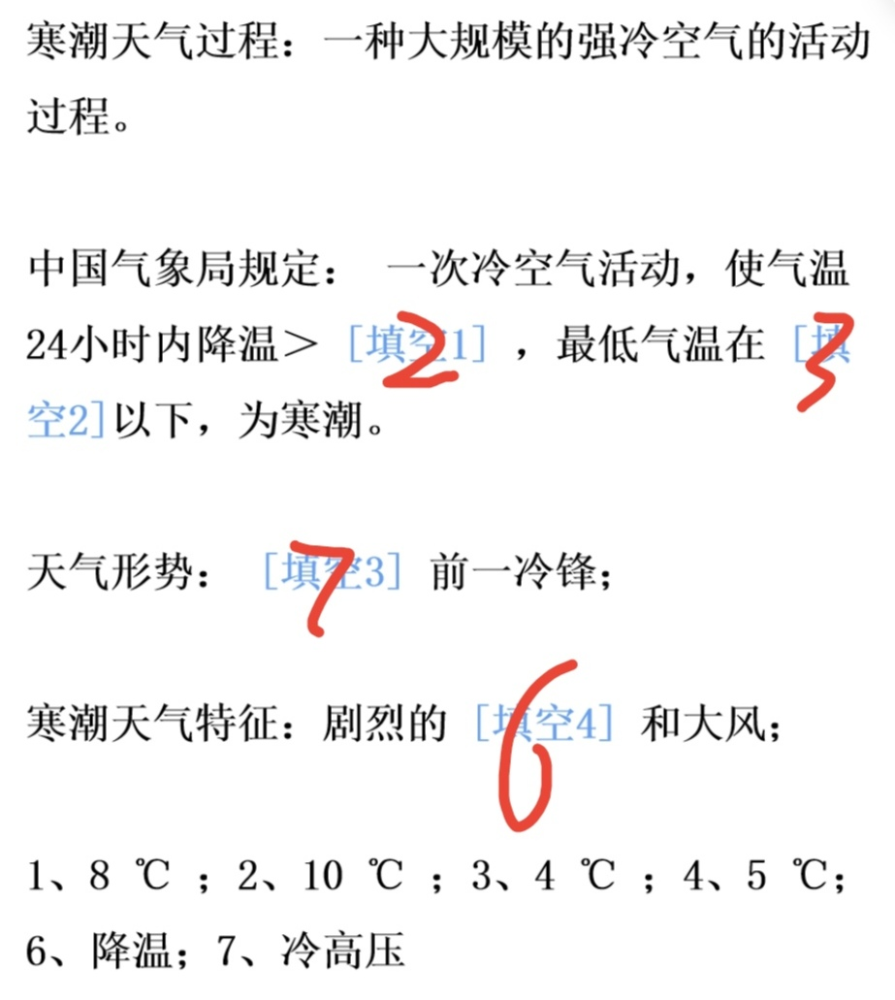 寒潮天气过程：一种大规模的强冷空气的活动
过程。
中国气象局规定： 一次冷空气活动，使气温
24小时内降温＞ [填空1] ，最低气温在 [填
空2]以下，为寒潮。
天气形势： [填空3] 前一冷锋；
寒潮天气特征：剧烈的 [填空4] 和大风；
1、8 ℃ ；2、10 ℃ ；3、4 ℃ ；4、5 ℃；
6、降温；7、冷高压
2
3
7
6